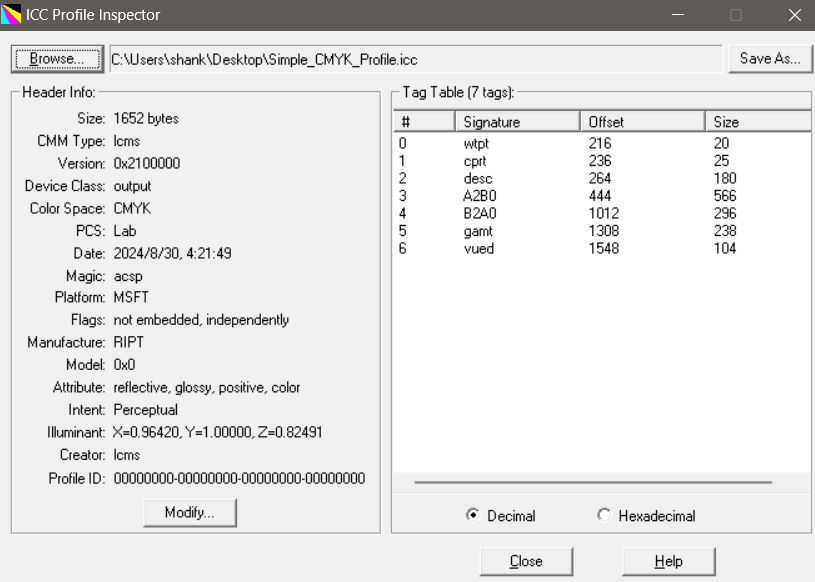 ICC Profile Inspector
Browse... C:\Users\shank\Desktop\Simple_CMYK_Profile.icc Save As...
Header Info:
Size: 1652 bytes
CMM Type: lcms
Version: 0x2100000
Device Class: output
Color Space: CMYK
PCS: Lab
Date: 2024/8/30, 4:21:49
Magic: acsp
Platform: MSFT
Flags: not embedded, independently
Manufacture: RIPT
Model: 0x0
Attribute: reflective, glossy, positive, color
Intent: Perceptual
Illuminant: X=0.96420, Y=1.00000, Z=0.82491
Creator: lcms
Profile ID: 00000000-00000000-00000000-00000000
Modify...
Tag Table (7 tags):
# Signature Offset Size
0 wtpt 216 20
1 cprt 236 25
2 desc 264 180
3 A2B0 444 566
4 B2A0 1012 296
5 gamt 1308 238
6 vued 1548 104
Decimal Hexadecimal
Close Help